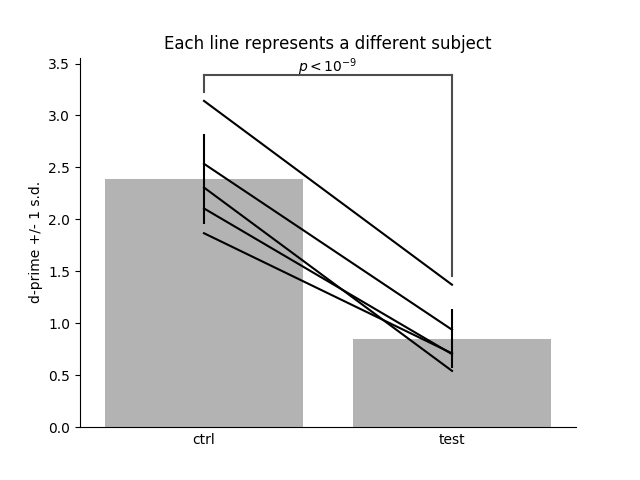 Each line represents a different subject
p < 10⁻⁹
d-prime +/- 1 s.d.
3.5
3.0
2.5
2.0
1.5
1.0
0.5
0.0
ctrl
test